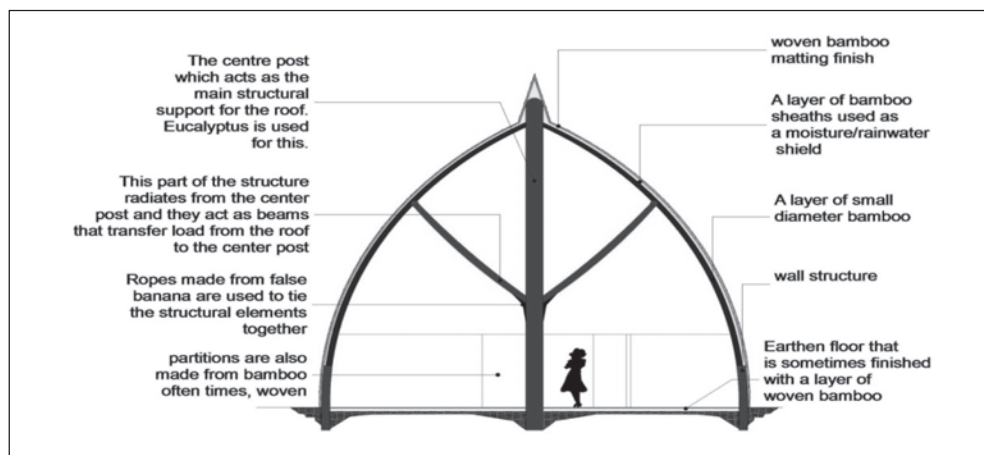 The centre post
which acts as the
main structural
support for the roof.
Eucalyptus is used
for this.
This part of the structure
radiates from the center
post and they act as beams
that transfer load from the roof
to the center post
Ropes made from false
banana are used to tie
the structural elements
together
partitions are also
made from bamboo
often times, woven
woven bamboo
matting finish
A layer of bamboo
sheaths used as
a moisture/rainwater
shield
A layer of small
diameter bamboo
wall structure
Earthen floor that
is sometimes finished
with a layer of
woven bamboo